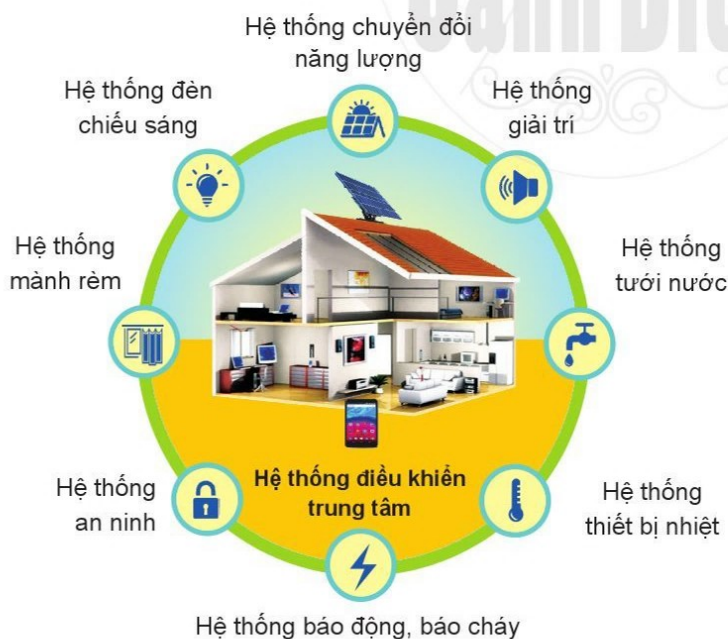 Hệ thống chuyển đổi
năng lượng
Hệ thống đèn
chiếu sáng
Hệ thống
giải trí
Hệ thống
mành rèm
Hệ thống
tưới nước
Hệ thống điều khiển
trung tâm
Hệ thống
an ninh
Hệ thống
thiết bị nhiệt
Hệ thống báo động, báo cháy